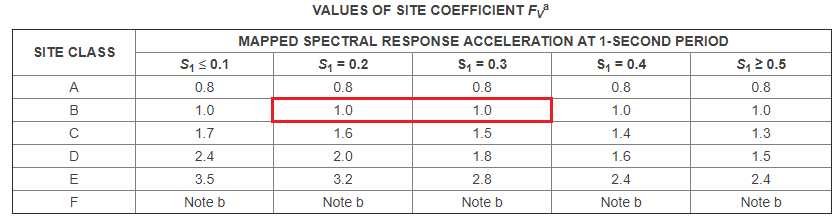 VALUES OF SITE COEFFICIENT FVa
SITE CLASS
MAPPED SPECTRAL RESPONSE ACCELERATION AT 1-SECOND PERIOD
S1 ≤ 0.1 S1 = 0.2 S1 = 0.3 S1 = 0.4 S1 ≥ 0.5
A 0.8 0.8 0.8 0.8 0.8
B 1.0 1.0 1.0 1.0 1.0
C 1.7 1.6 1.5 1.4 1.3
D 2.4 2.0 1.8 1.6 1.5
E 3.5 3.2 2.8 2.4 2.4
F Note b Note b Note b Note b Note b